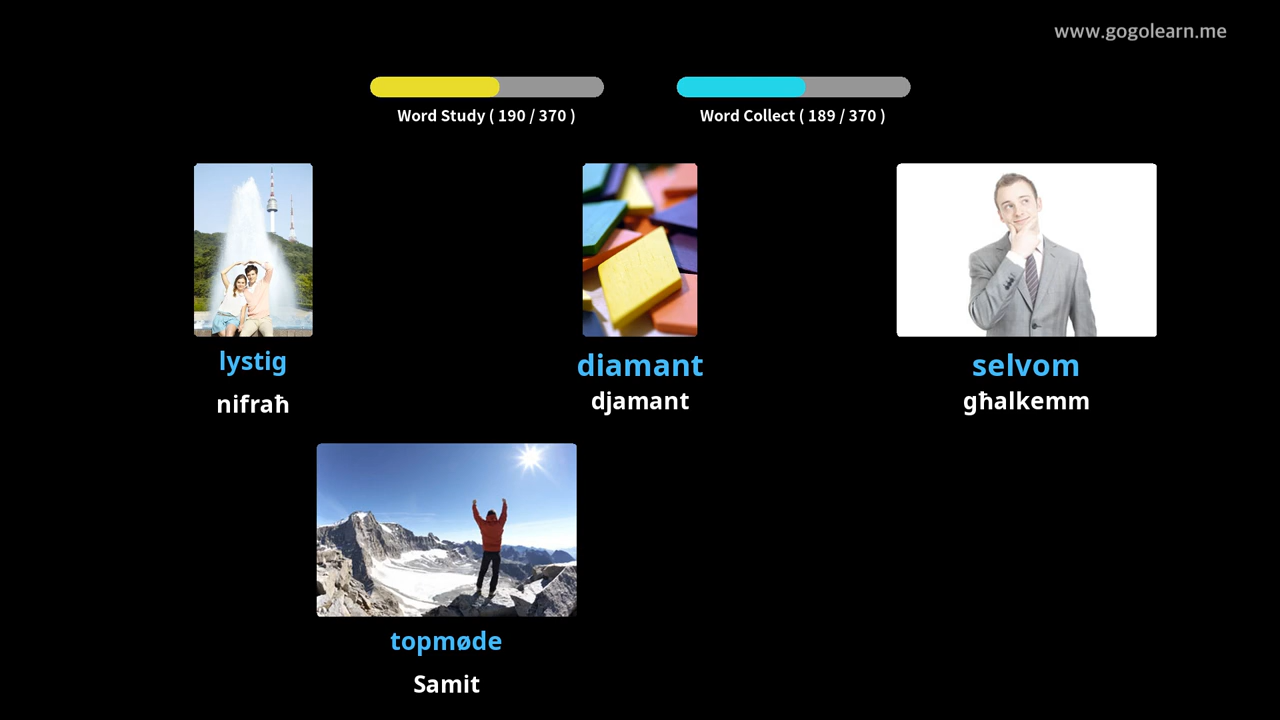 www.gogolearn.me
Word Study ( 190 / 370 )
Word Collect ( 189 / 370 )
lystig
nifraħ
diamant
djamant
selvom
għalkemm
topmøde
Samit